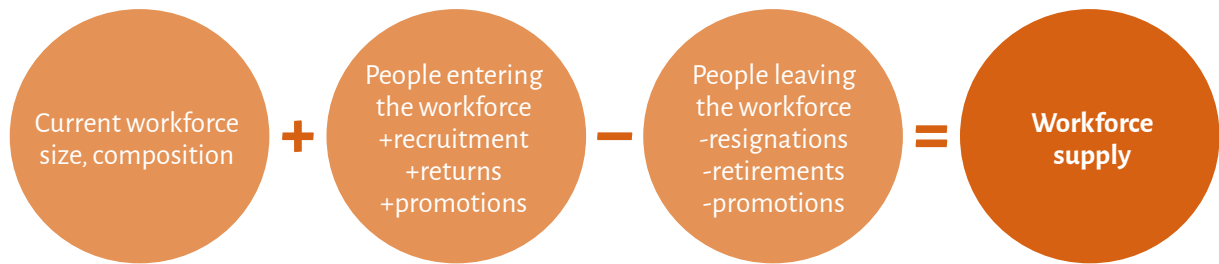 Current workforce
size, composition
+
People entering
the workforce
+recruitment
+returns
+promotions
−
People leaving
the workforce
-resignations
-retirements
-promotions
=
Workforce
supply